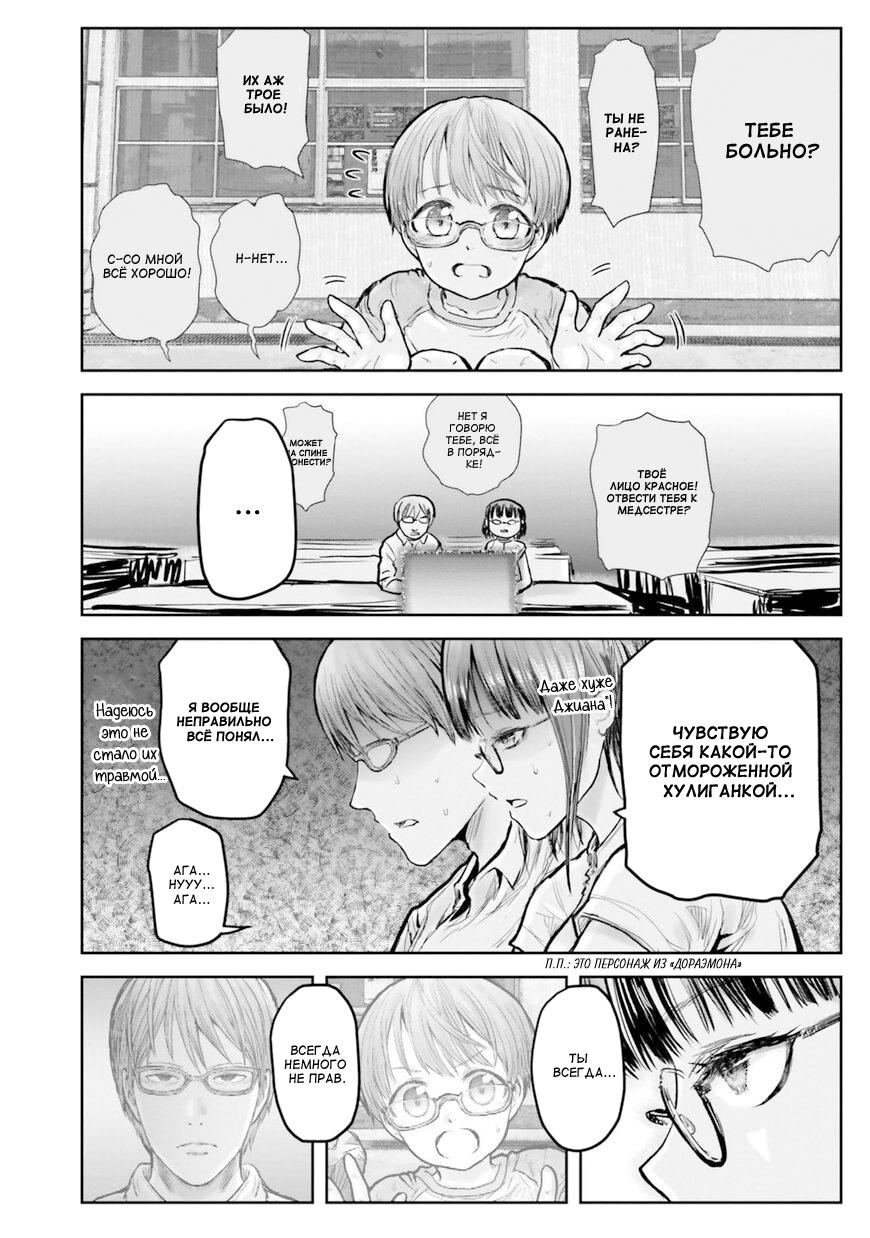 ТЕБЕ
БОЛЬНО?
ТЫ НЕ
РАНЕ-
НА?
ИХ АЖ
ТРОЕ
БЫЛО!
Н-НЕТ...
С-СО МНОЙ
ВСЁ ХОРОШО!
ТВОЁ
ЛИЦО КРАСНОЕ!
ОТВЕСТИ ТЕБЯ К
МЕДСЕСТРЕ?
НЕТ Я
ГОВОРЮ
ТЕБЕ, ВСЁ
В ПОРЯД-
КЕ!
МОЖЕТ
НА СПИНЕ
ОНЕСТИ?
...
ЧУВСТВУЮ
СЕБЯ КАКОЙ-ТО
ОТМОРОЖЕННОЙ
ХУЛИГАНКОЙ...
Даже хуже
Джиана*!
Я ВООБЩЕ
НЕПРАВИЛЬНО
ВСЁ ПОНЯЛ...
Надеюсь
это не
стало их
травмой...
АГА...
НУУУ...
АГА...
П.П.: ЭТО ПЕРСОНАЖ ИЗ «ДОРАЭМОНА»
ТЫ
ВСЕГДА...
ВСЕГДА
НЕМНОГО
НЕ ПРАВ.